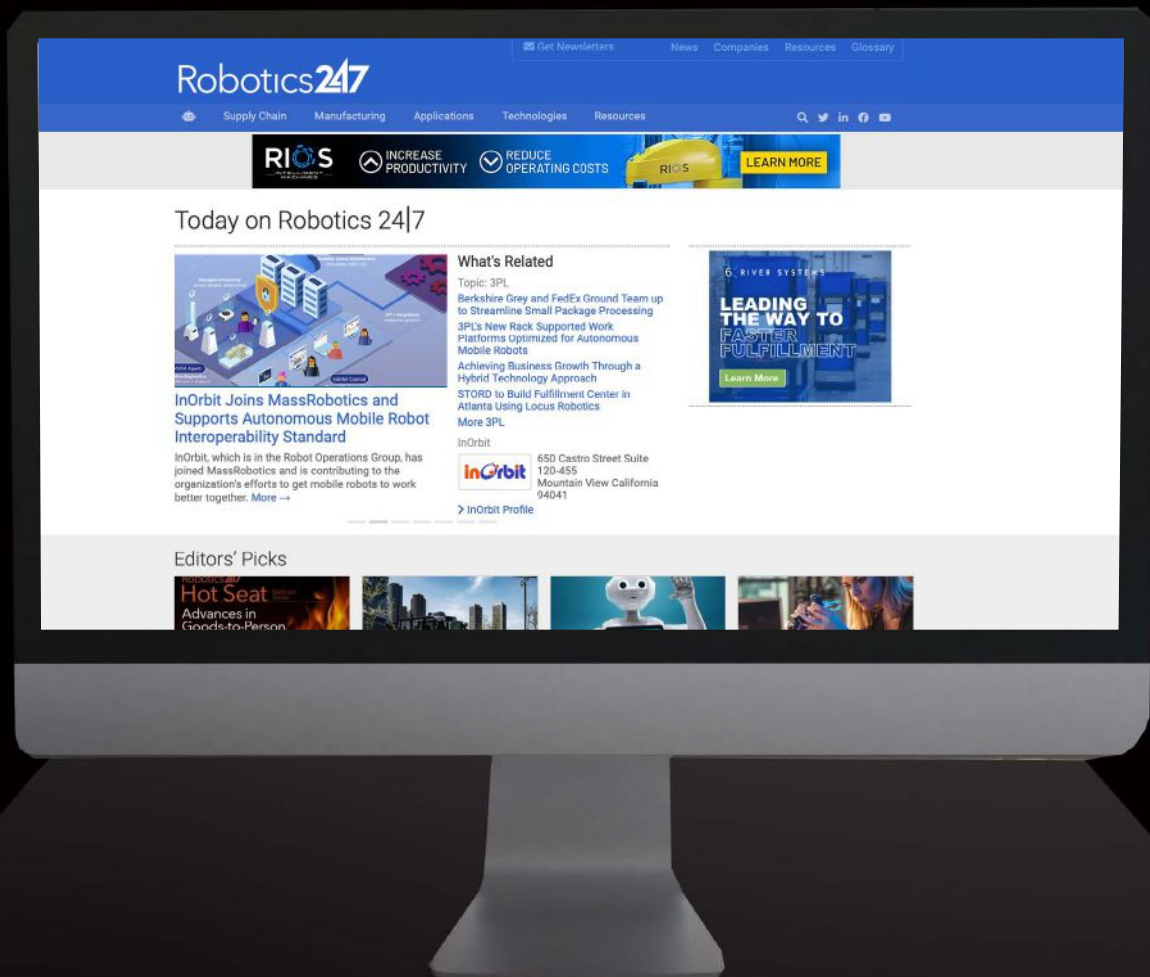 Get Newsletters
News Companies Resources Glossary
Robotics247
Supply Chain Manufacturing Applications Technologies Resources
in
RIOS
INTELLIGENT
MACHINES
INCREASE
PRODUCTIVITY
REDUCE
OPERATING COSTS
RIOS
LEARN MORE
Today on Robotics 24|7
InOrbit Control
InOrbit Joins MassRobotics and
Supports Autonomous Mobile Robot
Interoperability Standard
InOrbit, which is in the Robot Operations Group, has
joined MassRobotics and is contributing to the
organization's efforts to get mobile robots to work
better together. More →
What's Related
Topic: 3PL
Berkshire Grey and FedEx Ground Team up
to Streamline Small Package Processing
3PL's New Rack Supported Work
Platforms Optimized for Autonomous
Mobile Robots
Achieving Business Growth Through a
Hybrid Technology Approach
STORD to Build Fulfillment Center in
Atlanta Using Locus Robotics
More 3PL
InOrbit
inOrbit
650 Castro Street Suite
120-455
Mountain View California
94041
> InOrbit Profile
6 RIVER SYSTEMS
LEADING
THE WAY TO
FASTER
FULFILLMENT
Learn More
Editors' Picks
Robotics247
Hot Seat
Advances in
Goods-to-Person